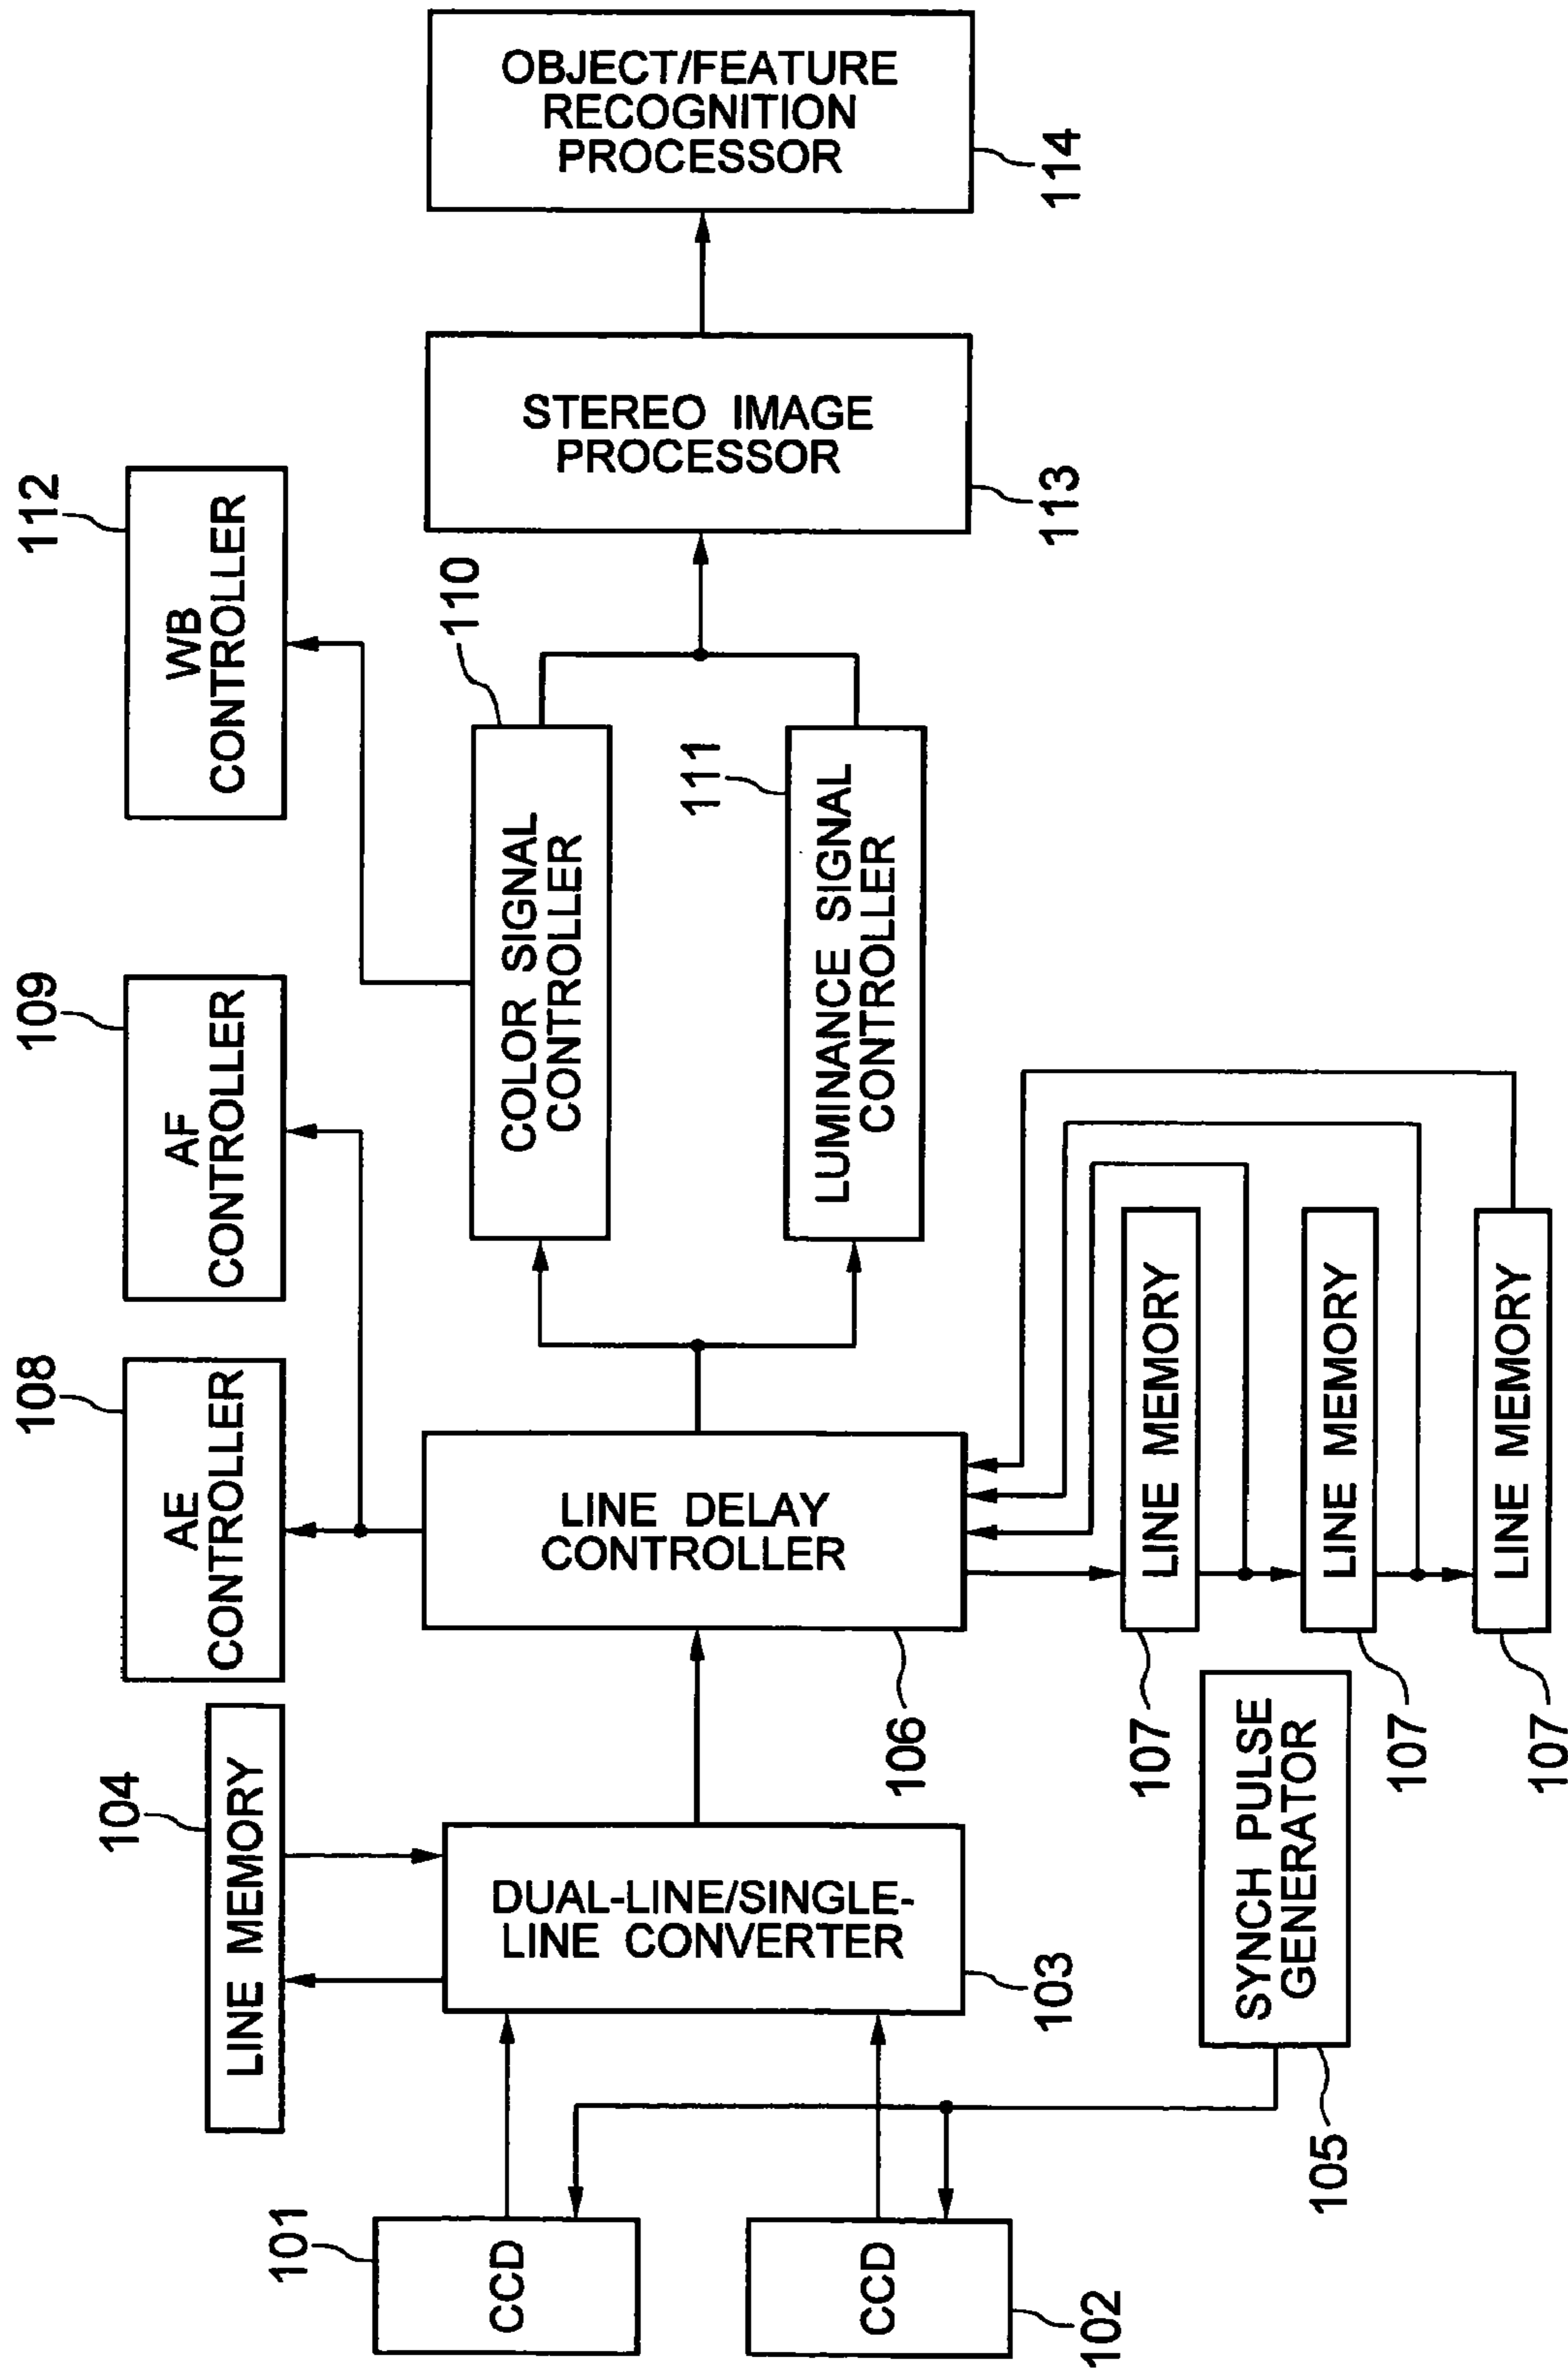 101
CCD
CCD
102
104
LINE MEMORY
DUAL-LINE/SINGLE-
LINE CONVERTER
103
SYNCH PULSE
GENERATOR
105
108
AE
CONTROLLER
LINE DELAY
CONTROLLER
106
LINE MEMORY
107
LINE MEMORY
107
LINE MEMORY
107
109
AF
CONTROLLER
COLOR SIGNAL
CONTROLLER
110
111
LUMINANCE SIGNAL
CONTROLLER
112
WB
CONTROLLER
STEREO IMAGE
PROCESSOR
113
OBJECT/FEATURE
RECOGNITION
PROCESSOR
114